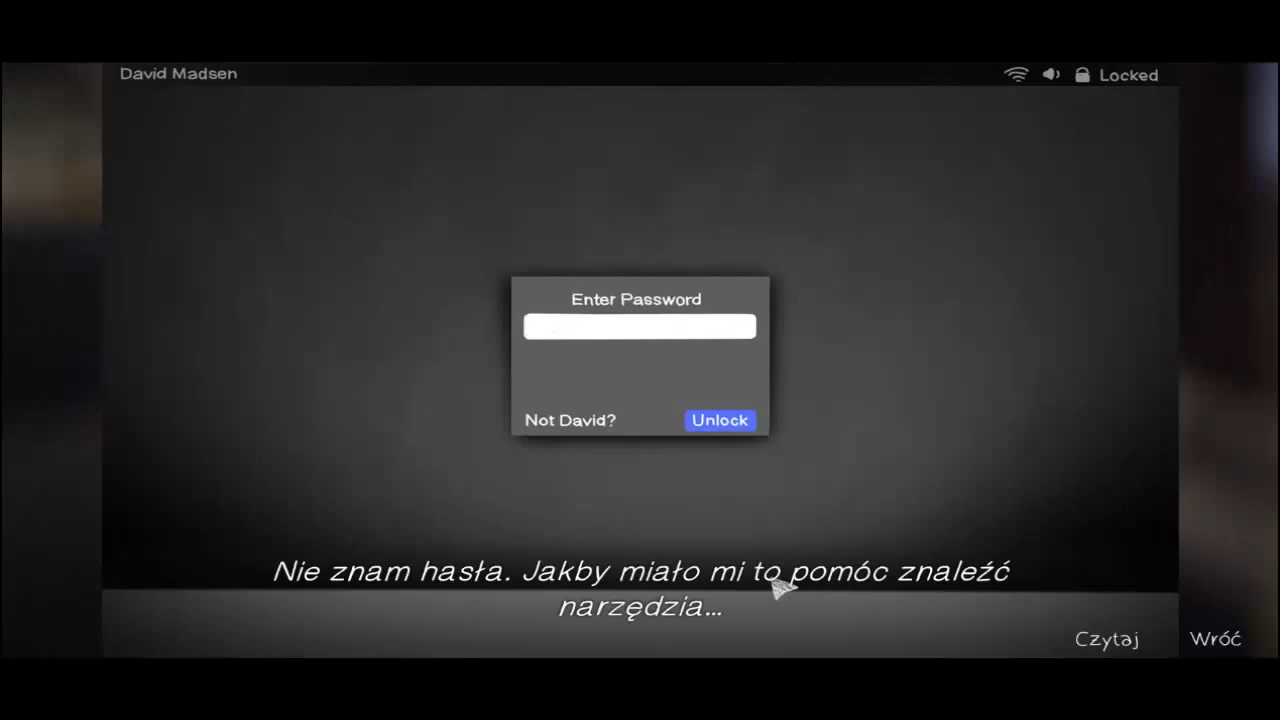 David Madsen
Locked
Enter Password
Not David?
Unlock
Nie znam hasła. Jakby miało mi to pomóc znaleźć
narzędzia...
Czytaj
Wróć